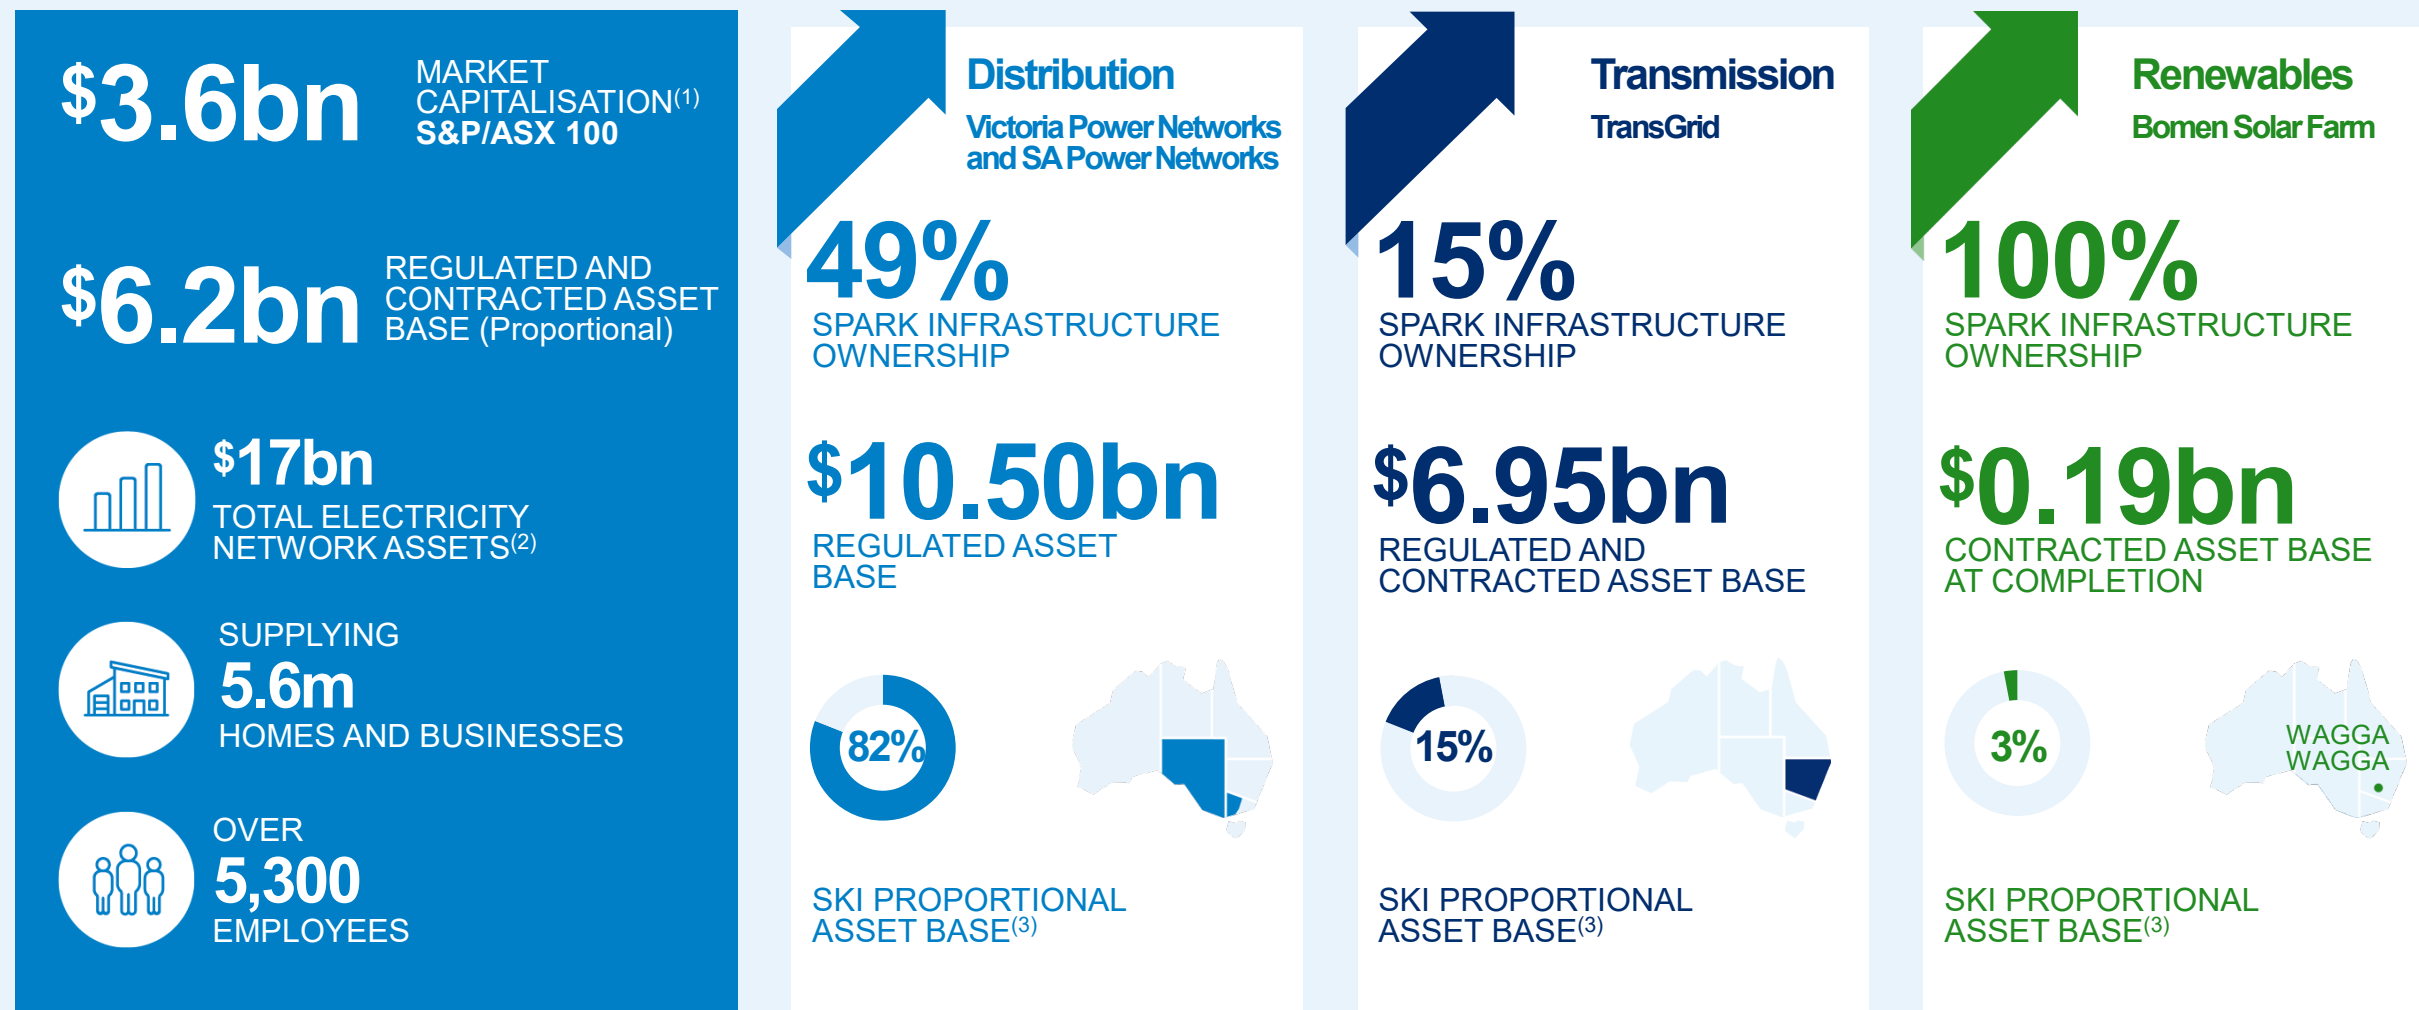 $3.6bn
MARKET
CAPITALISATION(1)
S&P/ASX 100
$6.2bn
REGULATED AND
CONTRACTED ASSET
BASE (Proportional)
$17bn
TOTAL ELECTRICITY
NETWORK ASSETS(2)
SUPPLYING
5.6m
HOMES AND BUSINESSES
OVER
5,300
EMPLOYEES
Distribution
Victoria Power Networks
and SA Power Networks
49%
SPARK INFRASTRUCTURE
OWNERSHIP
$10.50bn
REGULATED ASSET
BASE
82%
SKI PROPORTIONAL
ASSET BASE(3)
Transmission
TransGrid
15%
SPARK INFRASTRUCTURE
OWNERSHIP
$6.95bn
REGULATED AND
CONTRACTED ASSET BASE
15%
SKI PROPORTIONAL
ASSET BASE(3)
Renewables
Bomen Solar Farm
100%
SPARK INFRASTRUCTURE
OWNERSHIP
$0.19bn
CONTRACTED ASSET BASE
AT COMPLETION
3%
WAGGA
WAGGA
SKI PROPORTIONAL
ASSET BASE(3)